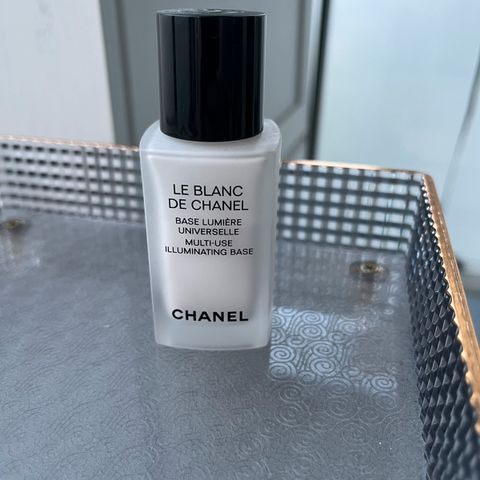 LE BLANC
DE CHANEL
BASE LUMIÈRE
UNIVERSELLE
MULTI-USE
ILLUMINATING BASE
CHANEL